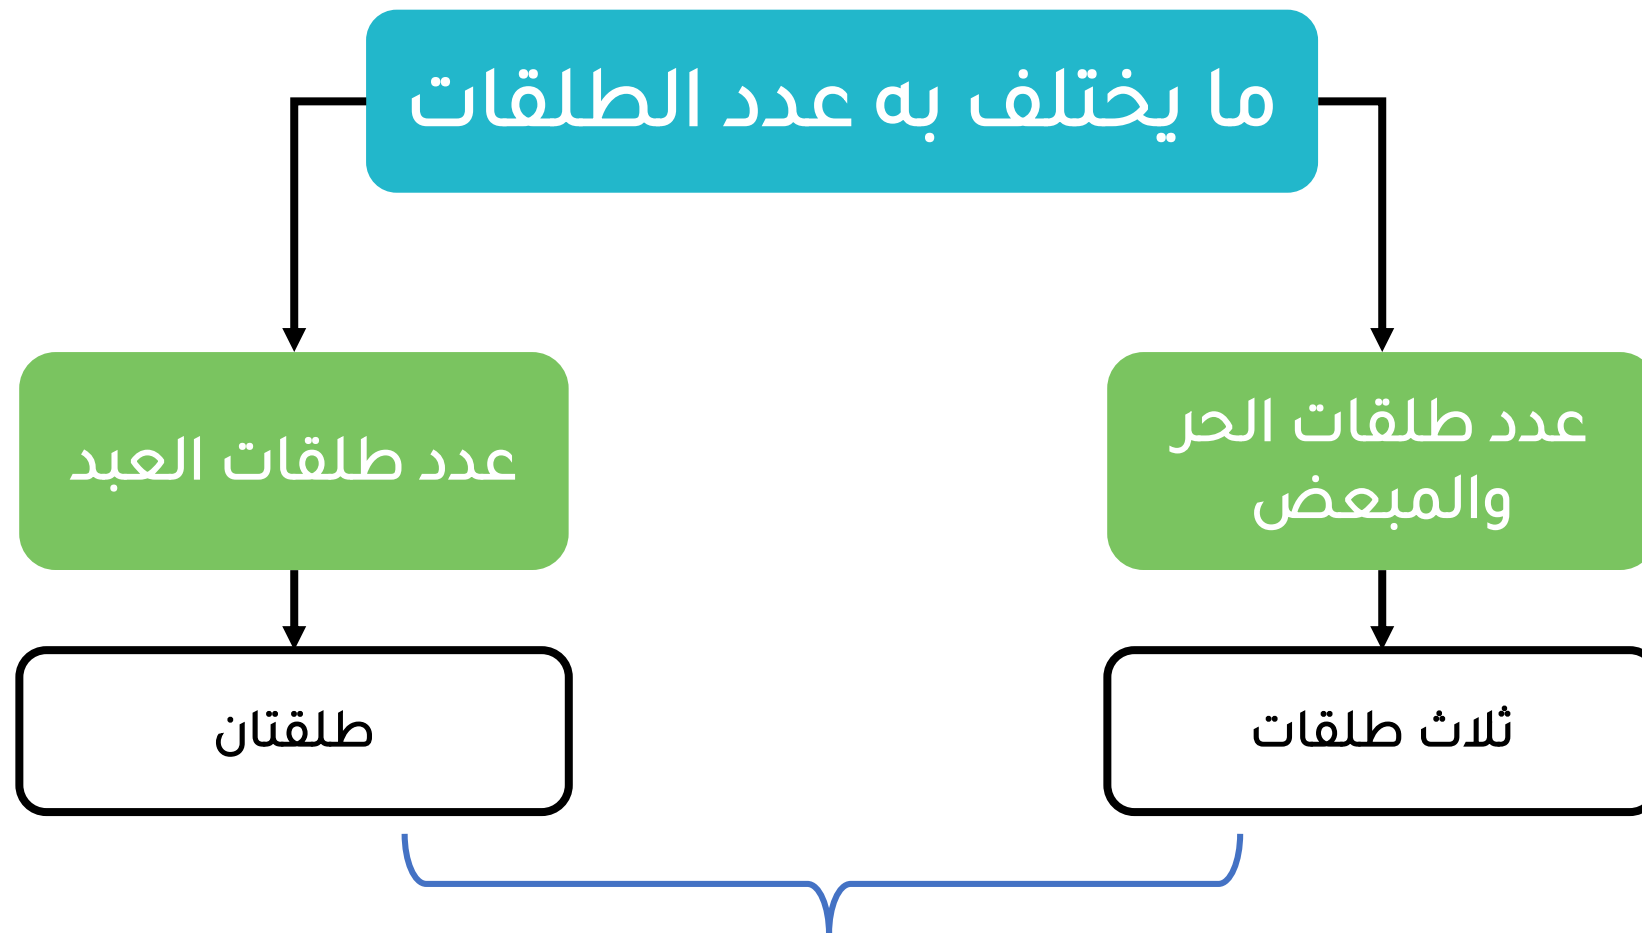 ما يختلف به عدد الطلقات
عدد طلقات الحر
والمبعض
عدد طلقات العبد
ثلاث طلقات
طلقتان